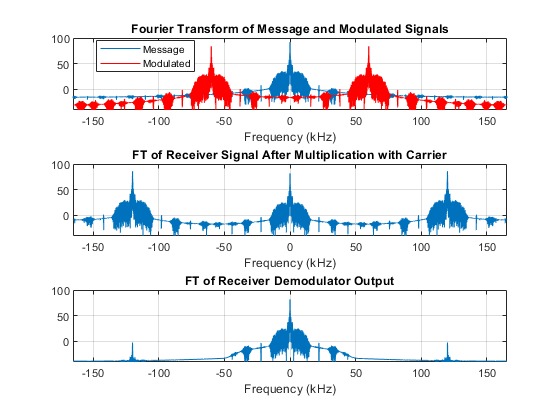 Fourier Transform of Message and Modulated Signals
100
50
0
Message
Modulated
-150 -100 -50 0 50 100 150
Frequency (kHz)
FT of Receiver Signal After Multiplication with Carrier
100
50
0
-150 -100 -50 0 50 100 150
Frequency (kHz)
FT of Receiver Demodulator Output
100
50
0
-150 -100 -50 0 50 100 150
Frequency (kHz)